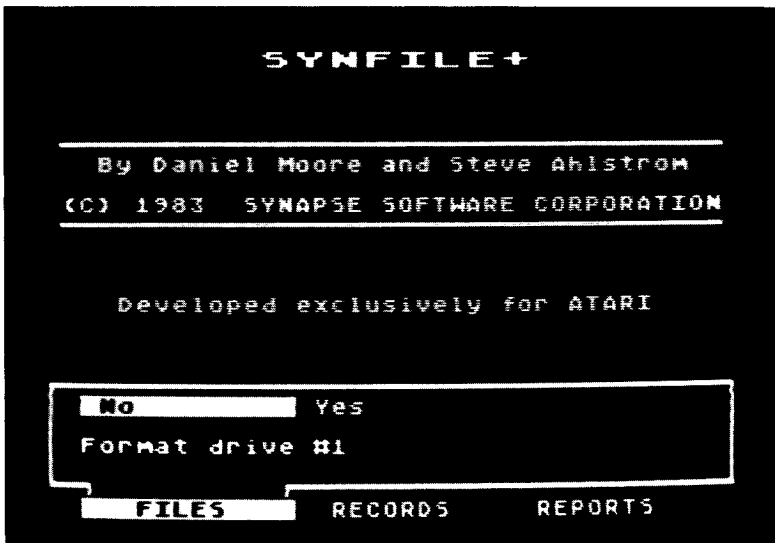 SYNFILE+
By Daniel Moore and Steve Ahlstrom
(C) 1983 SYNAPSE SOFTWARE CORPORATION
Developed exclusively for ATARI
No Yes
Format drive #1
FILES RECORDS REPORTS